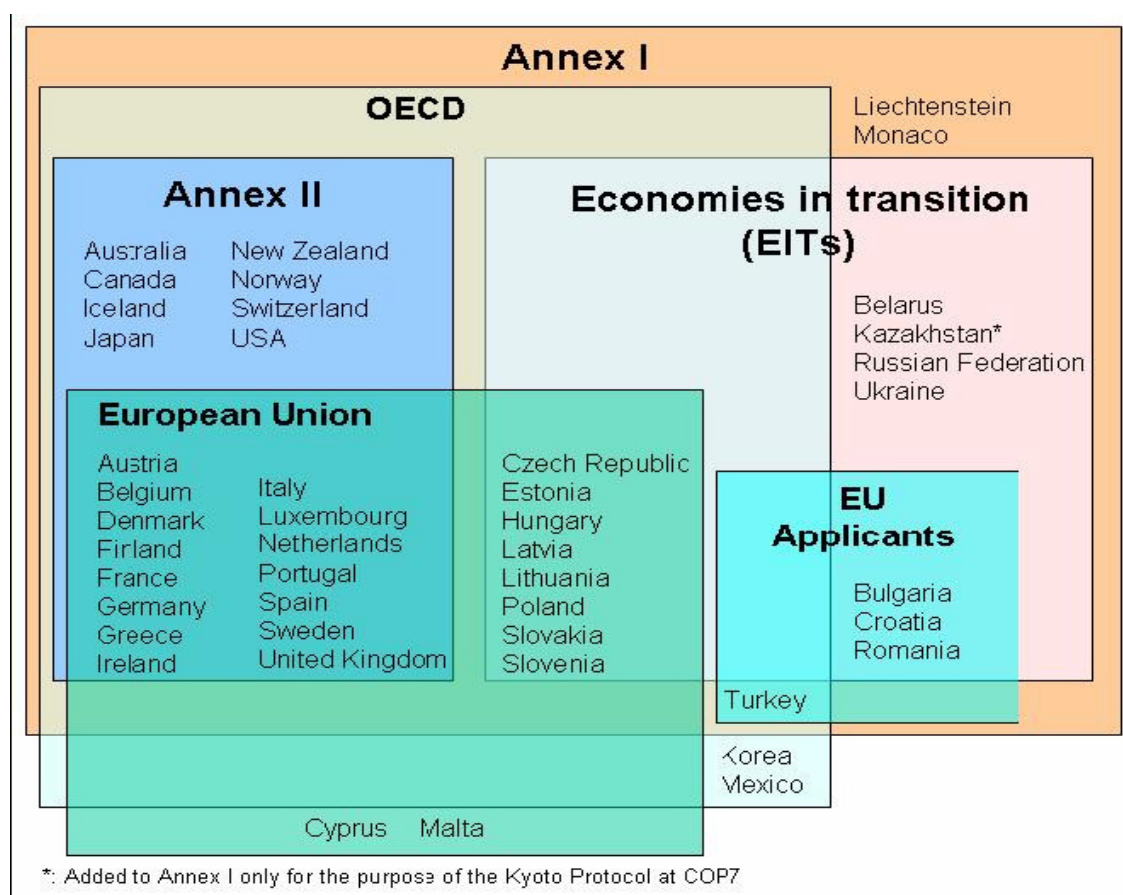 Annex I
OECD
Liechtenstein
Monaco
Annex II
Australia
Canada
Iceland
Japan
New Zealand
Norway
Switzerland
USA
Economies in transition
(EITs)
Belarus
Kazakhstan*
Russian Federation
Ukraine
European Union
Austria
Belgium
Denmark
Finland
France
Germany
Greece
Ireland
Italy
Luxembourg
Netherlands
Portugal
Spain
Sweden
United Kingdom
Czech Republic
Estonia
Hungary
Latvia
Lithuania
Poland
Slovakia
Slovenia
EU
Applicants
Bulgaria
Croatia
Romania
Turkey
Korea
Mexico
Cyprus Malta
*: Added to Annex I only for the purpose of the Kyoto Protocol at COP7